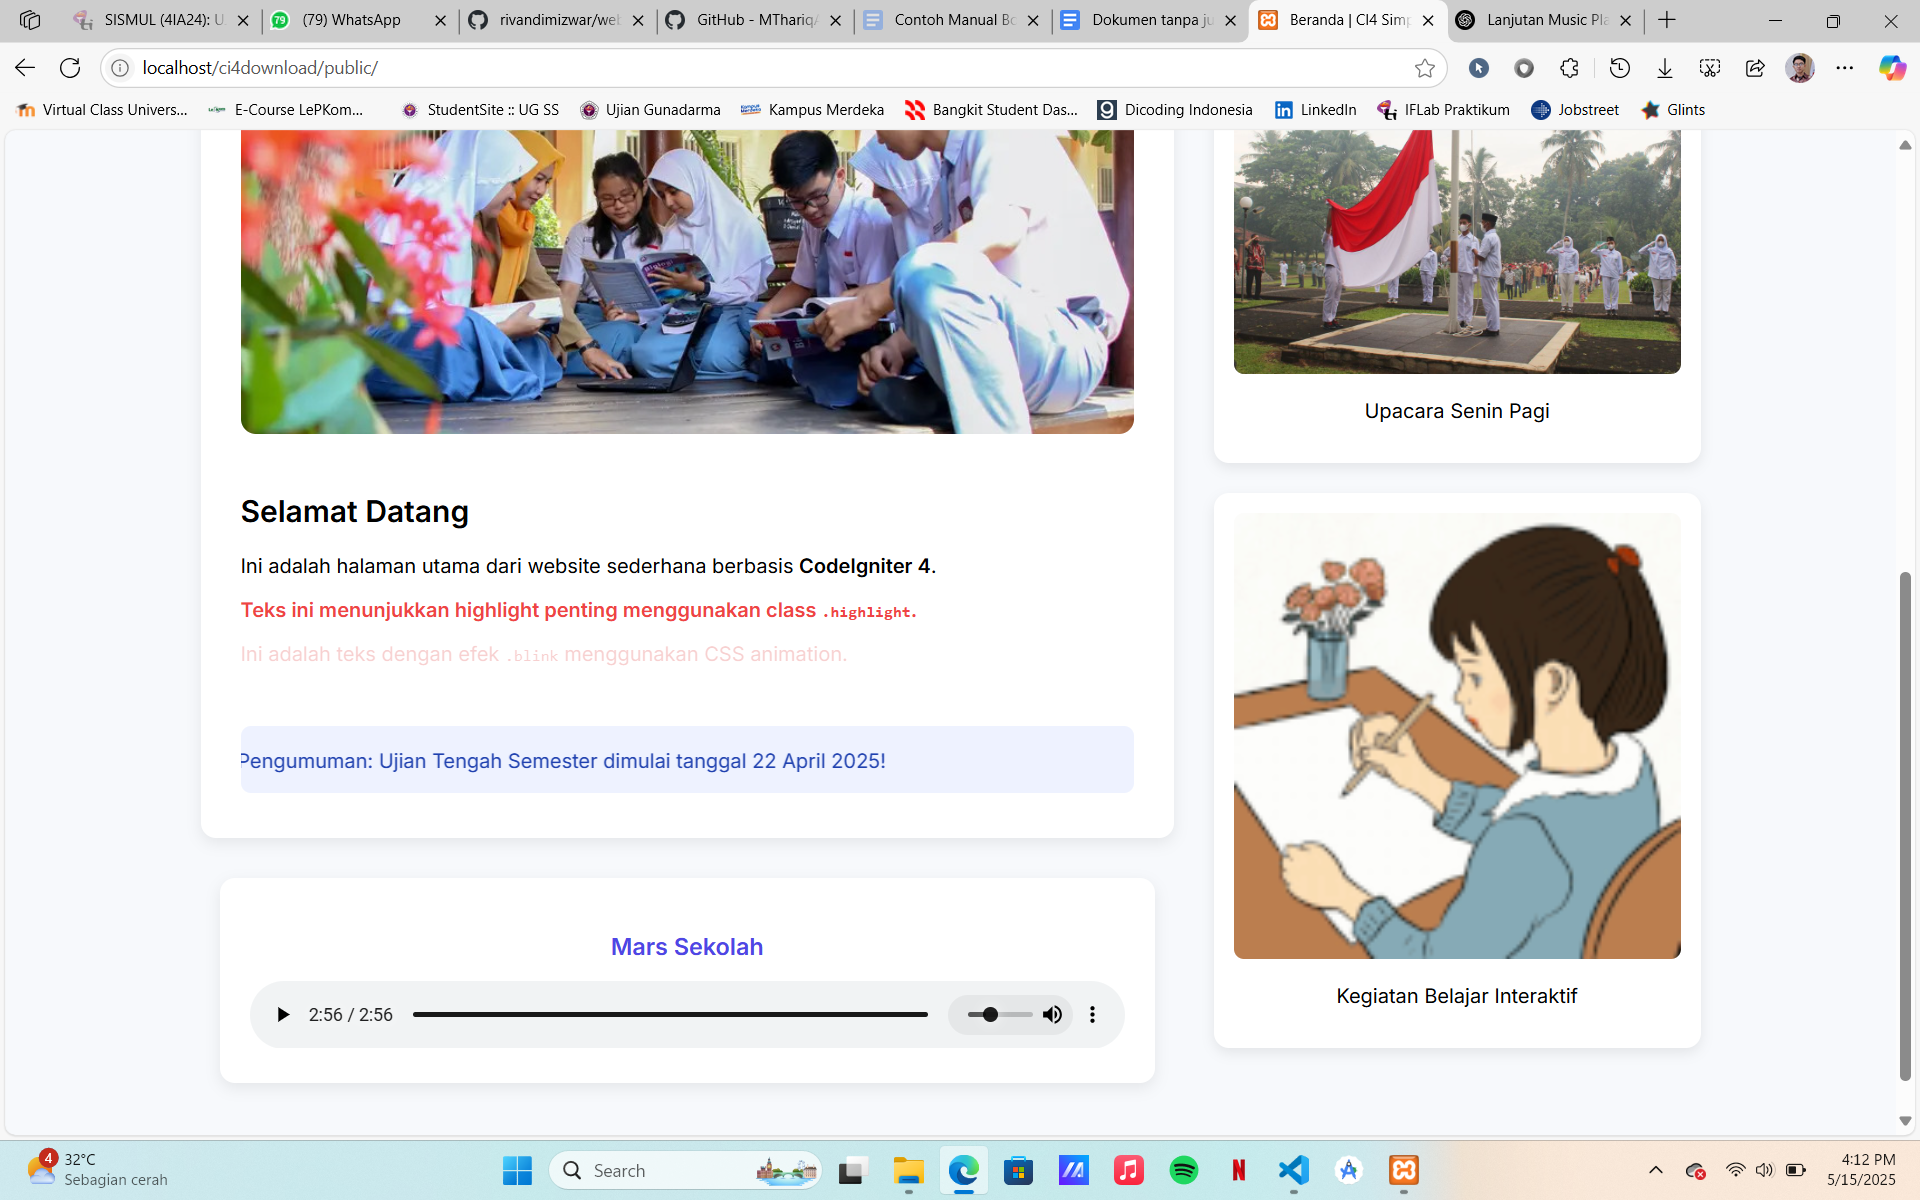 SISMUL (4IA24): U
(79) WhatsApp
rivandimizwar/web
GitHub - MThariqA
Contoh Manual Bo
Dokumen tanpa ju
Beranda | CI4 Simp
Lanjutan Music Pla
localhost/ci4download/public/
Virtual Class Univers...
E-Course LePKom...
StudentSite :: UG SS
Ujian Gunadarma
Kampus Merdeka
Bangkit Student Das...
Dicoding Indonesia
LinkedIn
IFLab Praktikum
Jobstreet
Glints
Upacara Senin Pagi
Selamat Datang
Ini adalah halaman utama dari website sederhana berbasis CodeIgniter 4.
Teks ini menunjukkan highlight penting menggunakan class .highlight.
Ini adalah teks dengan efek .blink menggunakan CSS animation.
Pengumuman: Ujian Tengah Semester dimulai tanggal 22 April 2025!
Mars Sekolah
2:56 / 2:56
Kegiatan Belajar Interaktif
4
32°C
Sebagian cerah
Search
4:12 PM
5/15/2025